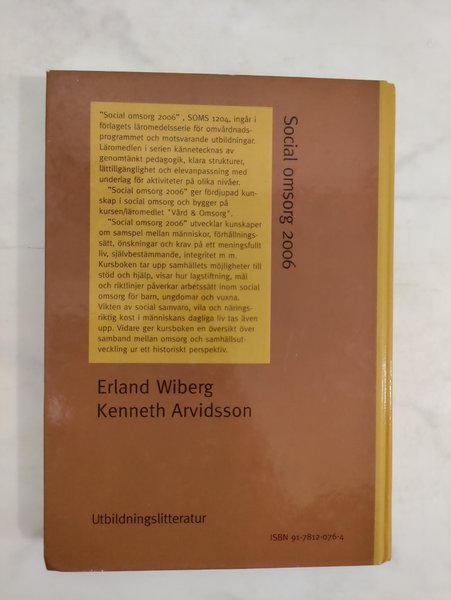 "Social omsorg 2006" , SOMS 1204, ingår i
förlagets läromedelsserie för omvårdnads-
programmet och motsvarande utbildningar.
Läromedlen i serien kännetecknas av
genomtänkt pedagogik, klara strukturer,
lättillgänglighet och elevanpassning med
underlag för aktiviteter på olika nivåer.
"Social omsorg 2006" ger fördjupad kun-
skap i social omsorg och bygger på
kursen/läromedlet "Vård & Omsorg".
"Social omsorg 2006" utvecklar kunskaper
om samspel mellan människor, förhållnings-
sätt, önskningar och krav på ett meningsfullt
liv, självbestämmande, integritet m m.
Kursboken tar upp samhällets möjligheter till
stöd och hjälp, visar hur lagstiftning, mål
och riktlinjer påverkar arbetssätt inom social
omsorg för barn, ungdomar och vuxna.
Vikten av social samvaro, vila och närings-
riktig kost i människans dagliga liv tas även
upp. Vidare ger kursboken en översikt över
samband mellan omsorg och samhällsut-
veckling ur ett historiskt perspektiv.
Social omsorg 2006
Erland Wiberg
Kenneth Arvidsson
Utbildningslitteratur
ISBN 91-7812-076-4